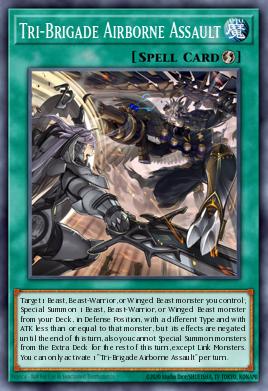 TRI-BRIGADE AIRBORNE ASSAULT
魔
[SPELL CARD]
Target 1 Beast, Beast-Warrior, or Winged Beast monster you control;
Special Summon 1 Beast, Beast-Warrior, or Winged Beast monster
from your Deck, in Defense Position, with a different Type and with
ATK less than or equal to that monster, but its effects are negated
until the end of this turn, also you cannot Special Summon monsters
from the Extra Deck for the rest of this turn, except Link Monsters.
You can only activate 1 "Tri-Brigade Airborne Assault" per turn.